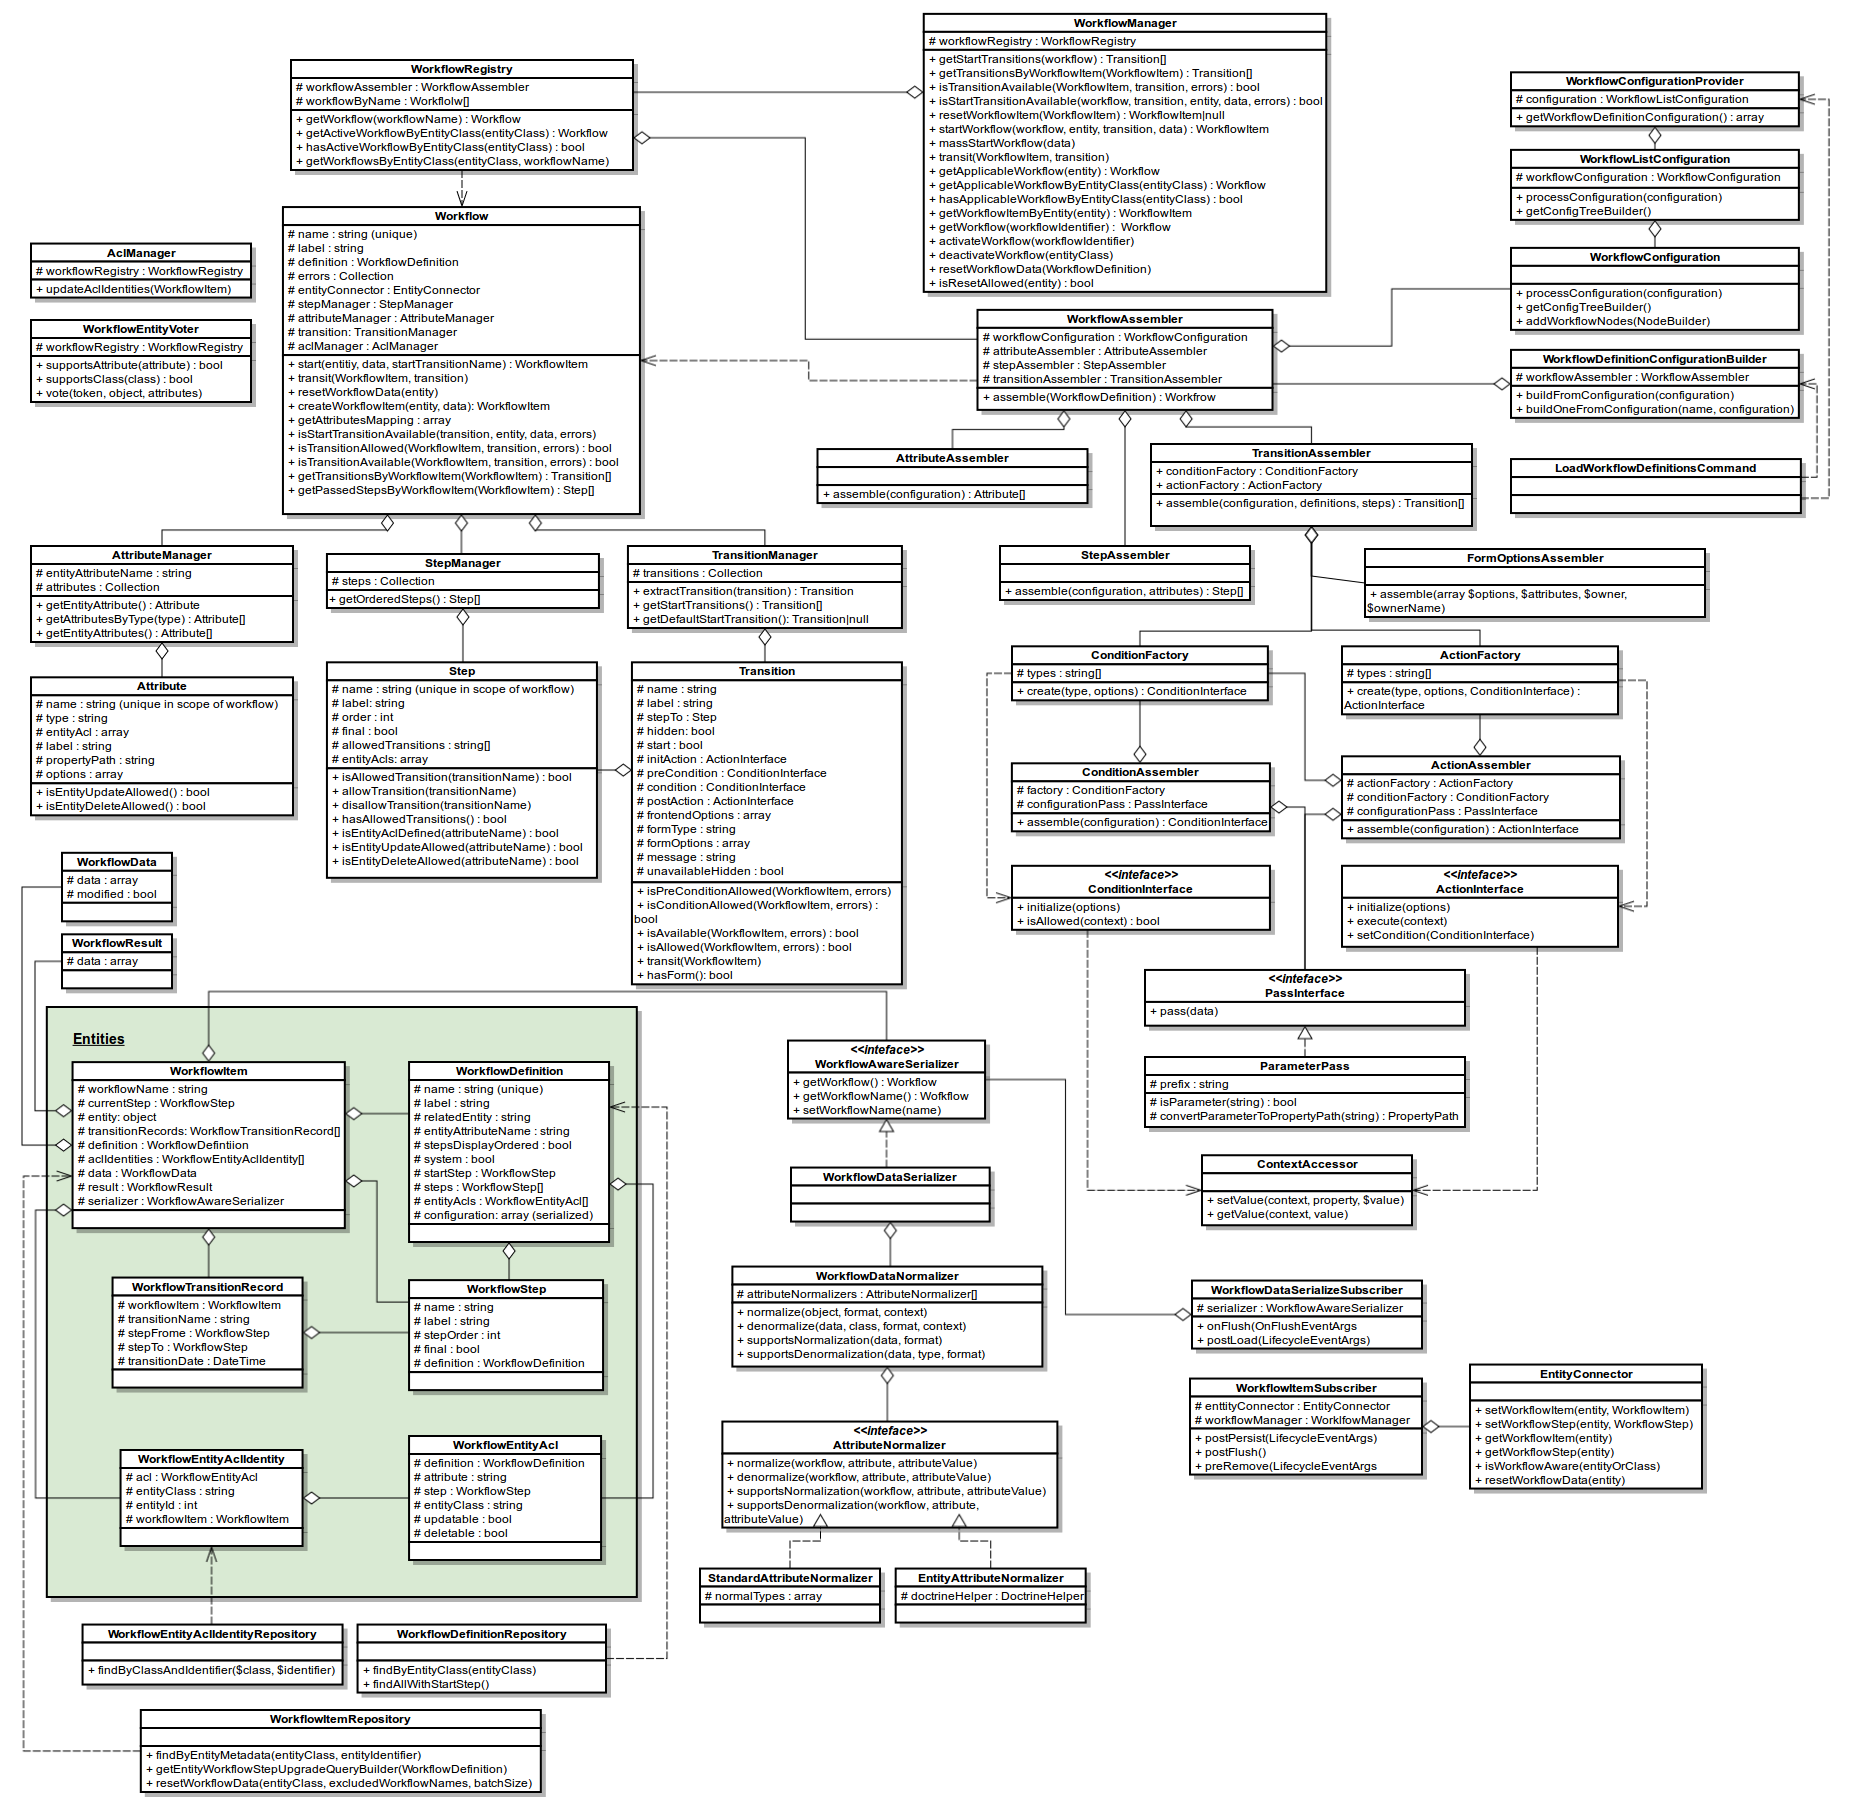 WorkflowManager
# workflowRegistry : WorkflowRegistry
+ getStartTransitions(workflow) : Transition[]
+ getTransitionsByWorkflowItem(WorkflowItem) : Transition[]
+ isTransitionAvailable(WorkflowItem, transition, errors) : bool
+ isStartTransitionAvailable(workflow, transition, entity, data, errors) : bool
+ resetWorkflowItem(WorkflowItem) : WorkflowItem|null
+ startWorkflow(workflow, entity, transition, data) : WorkflowItem
+ massStartWorkflow(data)
+ transit(WorkflowItem, transition)
+ getApplicableWorkflow(entity) : Workflow
+ getApplicableWorkflowByEntityClass(entityClass) : Workflow
+ hasApplicableWorkflowByEntityClass(entityClass) : bool
+ getWorkflowItemByEntity(entity) : WorkflowItem
+ getWorkflow(workflowIdentifier) :  Workflow
+ activateWorkflow(workflowIdentifier)
+ deactivateWorkflow(entityClass)
+ resetWorkflowData(WorkflowDefinition)
+ isResetAllowed(entity) : bool
WorkflowRegistry
# workflowAssembler : WorkflowAssembler
# workflowByName : Workfolw[]
+ getWorkflow(workflowName) : Workflow
+ getActiveWorkflowByEntityClass(entityClass) : Workflow
+ hasActiveWorkflowByEntityClass(entityClass) : bool
+ getWorkflowsByEntityClass(entityClass, workflowName)
WorkflowConfigurationProvider
# configuration : WorkflowListConfiguration
+ getWorkflowDefinitionConfiguration() : array
WorkflowListConfiguration
# workflowConfiguration : WorkflowConfiguration
+ processConfiguration(configuration)
+ getConfigTreeBuilder()
WorkflowConfiguration
+ processConfiguration(configuration)
+ getConfigTreeBuilder()
+ addWorkflowNodes(NodeBuilder)
WorkflowDefinitionConfigurationBuilder
# workflowAssembler : WorkflowAssembler
+ buildFromConfiguration(configuration)
+ buildOneFromConfiguration(name, configuration)
LoadWorkflowDefinitionsCommand
AclManager
# workflowRegistry : WorkflowRegistry
+ updateAclIdentities(WorkflowItem)
WorkflowEntityVoter
# workflowRegistry : WorkflowRegistry
+ supportsAttribute(attribute) : bool
+ supportsClass(class) : bool
+ vote(token, object, attributes)
Workflow
# name : string (unique)
# label : string
# definition : WorkflowDefinition
# errors : Collection
# entityConnector : EntityConnector
# stepManager : StepManager
# attributeManager : AttributeManager
# transition: TransitionManager
# aclManager : AclManager
+ start(entity, data, startTransitionName) : WorkflowItem
+ transit(WorkflowItem, transition)
+ resetWorkflowData(entity)
+ createWorkflowItem(entity, data): WorkflowItem
+ getAttributesMapping : array
+ isStartTransitionAvailable(transition, entity, data, errors)
+ isTransitionAllowed(WorkflowItem, transition, errors) : bool
+ isTransitionAvailable(WorkflowItem, transition, errors) : bool
+ getTransitionsByWorkflowItem(WorkflowItem) : Transition[]
+ getPassedStepsByWorkflowItem(WorkflowItem) : Step[]
WorkflowAssembler
# workflowConfiguration : WorkflowConfiguration
# attributeAssembler : AttributeAssembler
# stepAssembler : StepAssembler
# transitionAssembler : TransitionAssembler
+ assemble(WorkflowDefinition) : Workfrow
AttributeAssembler
+ assemble(configuration) : Attribute[]
TransitionAssembler
+ conditionFactory : ConditionFactory
+ actionFactory : ActionFactory
+ assemble(configuration, definitions, steps) : Transition[]
AttributeManager
# entityAttributeName : string
# attributes : Collection
+ getEntityAttribute() : Attribute
+ getAttributesByType(type) : Attribute[]
+ getEntityAttributes() : Attribute[]
StepManager
# steps : Collection
+ getOrderedSteps() : Step[]
TransitionManager
# transitions : Collection
+ extractTransition(transition) : Transition
+ getStartTransitions() : Transition[]
+ getDefaultStartTransition(): Transition|null
StepAssembler
+ assemble(configuration, attributes) : Step[]
FormOptionsAssembler
+ assemble(array $options, $attributes, $owner,
$ownerName)
Attribute
# name : string (unique in scope of workflow)
# type : string
# entityAcl : array
# label : string
# propertyPath : string
# options : array
+ isEntityUpdateAllowed() : bool
+ isEntityDeleteAllowed() : bool
Step
# name : string (unique in scope of workflow)
# label: string
# order : int
# final : bool
# allowedTransitions : string[]
# entityAcls: array
+ isAllowedTransition(transitionName) : bool
+ allowTransition(transitionName)
+ disallowTransition(transitionName)
+ hasAllowedTransitions() : bool
+ isEntityAclDefined(attributeName) : bool
+ isEntityUpdateAllowed(attributeName) : bool
+ isEntityDeleteAllowed(attributeName) : bool
Transition
# name : string
# label : string
# stepTo : Step
# hidden: bool
# start : bool
# initAction : ActionInterface
# preCondition : ConditionInterface
# condition : ConditionInterface
# postAction : ActionInterface
# frontendOptions : array
# formType : string
# formOptions : array
# message : string
# unavailableHidden : bool
+ isPreConditionAllowed(WorkflowItem, errors)
+ isConditionAllowed(WorkflowItem, errors) :
bool
+ isAvailable(WorkflowItem, errors) : bool
+ isAllowed(WorkflowItem, errors) : bool
+ transit(WorkflowItem)
+ hasForm(): bool
ConditionFactory
# types : string[]
+ create(type, options) : ConditionInterface
ActionFactory
# types : string[]
+ create(type, options, ConditionInterface) :
ActionInterface
ConditionAssembler
# factory : ConditionFactory
# configurationPass : PassInterface
+ assemble(configuration) : ConditionInterface
ActionAssembler
# actionFactory : ActionFactory
# conditionFactory : ConditionFactory
# configurationPass : PassInterface
+ assemble(configuration) : ActionInterface
<<inteface>>
ConditionInterface
+ initialize(options)
+ isAllowed(context) : bool
<<inteface>>
ActionInterface
+ initialize(options)
+ execute(context)
+ setCondition(ConditionInterface)
<<inteface>>
PassInterface
+ pass(data)
ParameterPass
# prefix : string
# isParameter(string) : bool
# convertParameterToPropertyPath(string) : PropertyPath
ContextAccessor
+ setValue(context, property, $value)
+ getValue(context, value)
WorkflowData
# data : array
# modified : bool
WorkflowResult
# data : array
Entities
WorkflowItem
# workflowName : string
# currentStep : WorkflowStep
# entity: object
# transitionRecords: WorkflowTransitionRecord[]
# definition : WorkflowDefintiion
# aclIdentities : WorkflowEntityAclIdentity[]
# data : WorkflowData
# result : WorkflowResult
# serializer : WorkflowAwareSerializer
WorkflowDefinition
# name : string (unique)
# label : string
# relatedEntity : string
# entityAttributeName : string
# stepsDisplayOrdered : bool
# system : bool
# startStep : WorkflowStep
# steps : WorkflowStep[]
# entityAcls : WorkflowEntityAcl[]
# configuration: array (serialized)
WorkflowTransitionRecord
# workflowItem : WorkflowItem
# transitionName : string
# stepFrome : WorkflowStep
# stepTo : WorkflowStep
# transitionDate : DateTime
WorkflowStep
# name : string
# label : string
# stepOrder : int
# final : bool
# definition : WorkflowDefinition
WorkflowEntityAclIdentity
# acl : WorkflowEntityAcl
# entityClass : string
# entityId : int
# workflowItem : WorkflowItem
WorkflowEntityAcl
# definition : WorkflowDefinition
# attribute : string
# step : WorkflowStep
# entityClass : string
# updatable : bool
# deletable : bool
<<inteface>>
WorkflowAwareSerializer
+ getWorkflow() : Workflow
+ getWorkflowName() : Wofkflow
+ setWorkflowName(name)
WorkflowDataSerializer
WorkflowDataNormalizer
# attributeNormalizers : AttributeNormalizer[]
+ normalize(object, format, context)
+ denormalize(data, class, format, context)
+ supportsNormalization(data, format)
+ supportsDenormalization(data, type, format)
<<inteface>>
AttributeNormalizer
+ normalize(workflow, attribute, attributeValue)
+ denormalize(workflow, attribute, attributeValue)
+ supportsNormalization(workflow, attribute, attributeValue)
+ supportsDenormalization(workflow, attribute,
attributeValue)
StandardAttributeNormalizer
# normalTypes : array
EntityAttributeNormalizer
# doctrineHelper : DoctrineHelper
WorkflowDataSerializeSubscriber
# serializer : WorkflowAwareSerializer
+ onFlush(OnFlushEventArgs
+ postLoad(LifecycleEventArgs)
WorkflowItemSubscriber
# enttityConnector : EntityConnector
# workflowManager : WorklfowManager
+ postPersist(LifecycleEventArgs)
+ postFlush()
+ preRemove(LifecycleEventArgs
EntityConnector
+ setWorkflowItem(entity, WorkflowItem)
+ setWorkflowStep(entity, WorkflowStep)
+ getWorkflowItem(entity)
+ getWorkflowStep(entity)
+ isWorkflowAware(entityOrClass)
+ resetWorkflowData(entity)
WorkflowEntityAclIdentityRepository
+ findByClassAndIdentifier($class, $identifier)
WorkflowDefinitionRepository
+ findByEntityClass(entityClass)
+ findAllWithStartStep()
WorkflowItemRepository
+ findByEntityMetadata(entityClass, entityIdentifier)
+ getEntityWorkflowStepUpgradeQueryBuilder(WorkflowDefinition)
+ resetWorkflowData(entityClass, excludedWorkflowNames, batchSize)